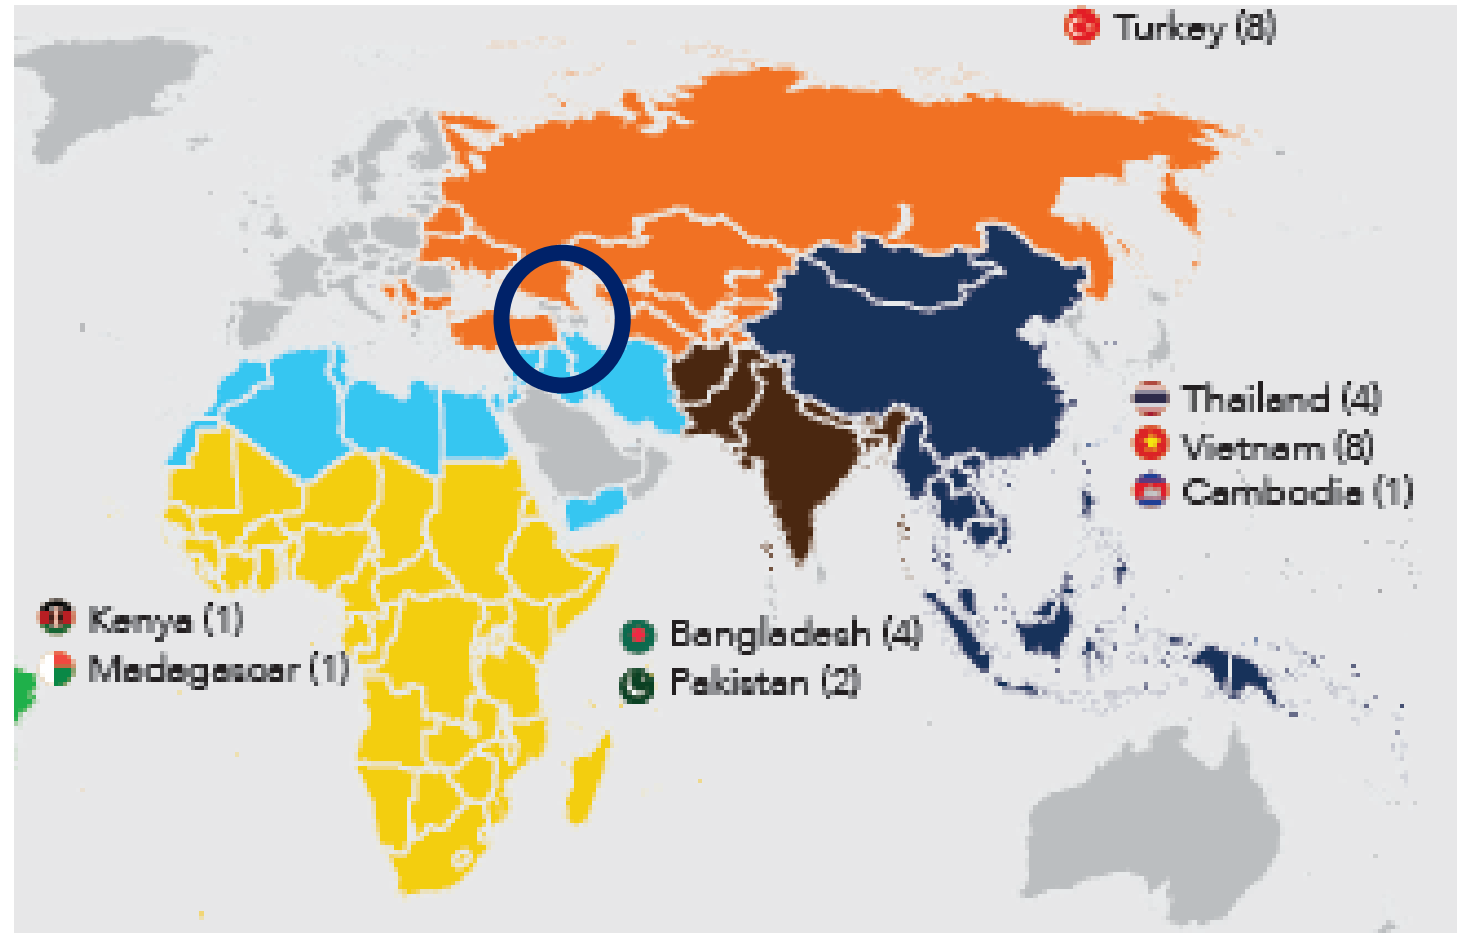 Turkey (8)
Thailand (4)
Vietnam (8)
Cambodia (1)
Kenya (1)
Madagascar (1)
Bangladesh (4)
Pakistan (2)